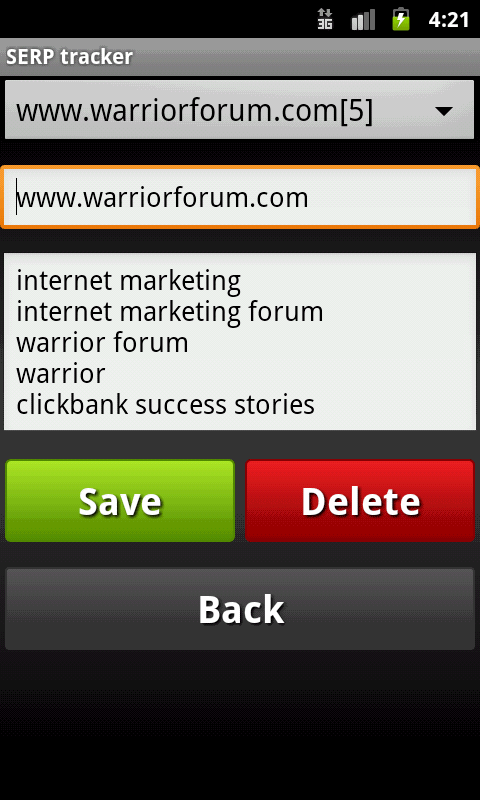 3G 4:21
SERP tracker
www.warriorforum.com[5]
www.warriorforum.com
internet marketing
internet marketing forum
warrior forum
warrior
clickbank success stories
Save Delete
Back